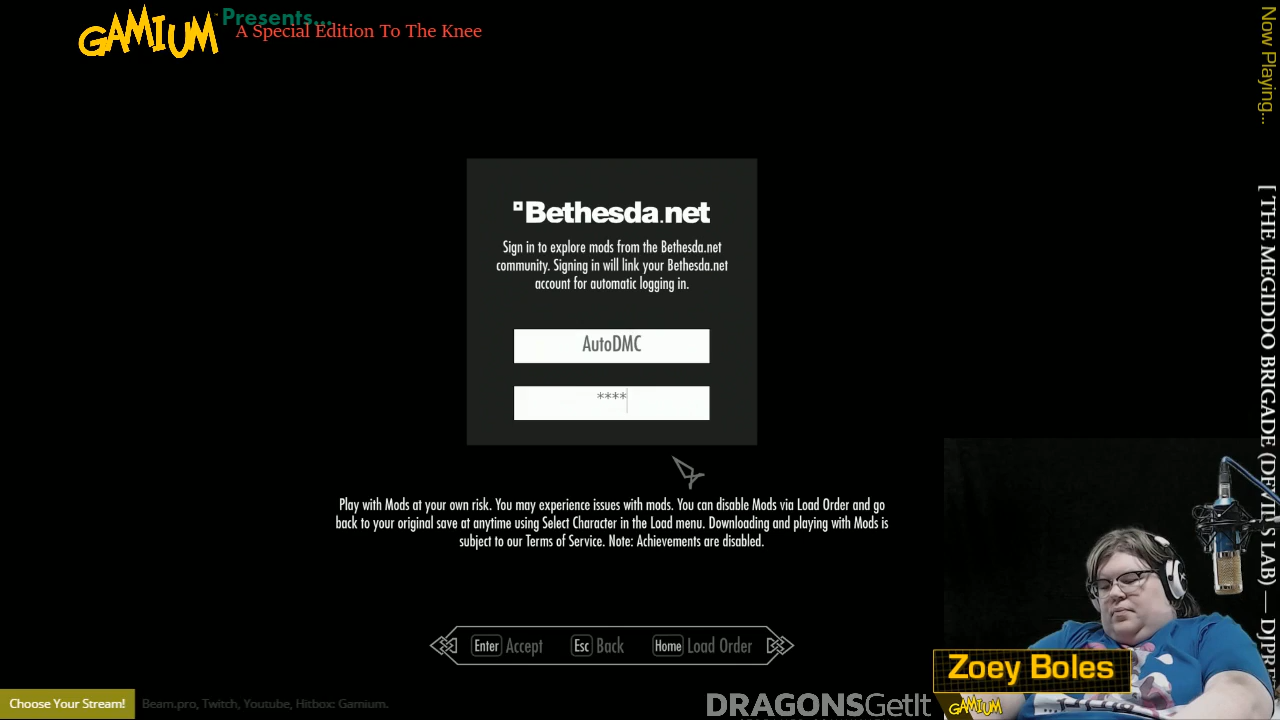 GAMIUM
Presents...
A Special Edition To The Knee
Now Playing...
[ THE MEGIDDO BRIGADE (DEVIL'S LAB) —
Bethesda.net
Sign in to explore mods from the Bethesda.net
community. Signing in will link your Bethesda.net
account for automatic logging in.
AutoDMC
****
Play with Mods at your own risk. You may experience issues with mods. You can disable Mods via Load Order and go
back to your original save at anytime using Select Character in the Load menu. Downloading and playing with Mods is
subject to our Terms of Service. Note: Achievements are disabled.
Enter Accept Esc Back Home Load Order
Zoey Boles
GAMIUM
DRAGONSGetIt
Choose Your Stream! Beam.pro, Twitch, Youtube, Hitbox: Gamium.